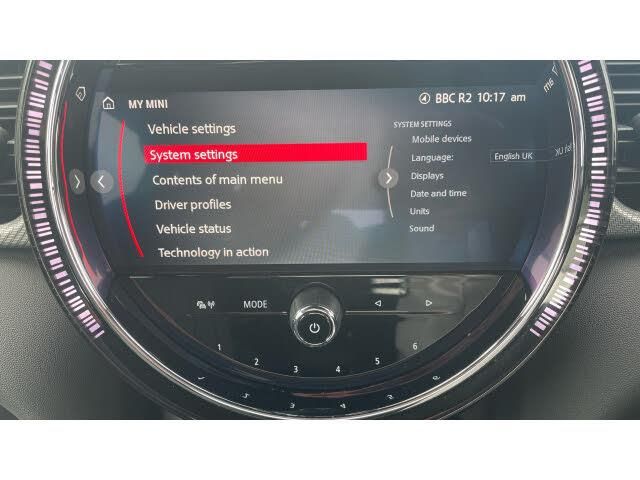 MY MINI
BBC R2 10:17 am
Vehicle settings
System settings
Contents of main menu
Driver profiles
Vehicle status
Technology in action
SYSTEM SETTINGS
Mobile devices
Language: English UK
Displays
Date and time
Units
Sound
MODE
1 2 3 4 5 6